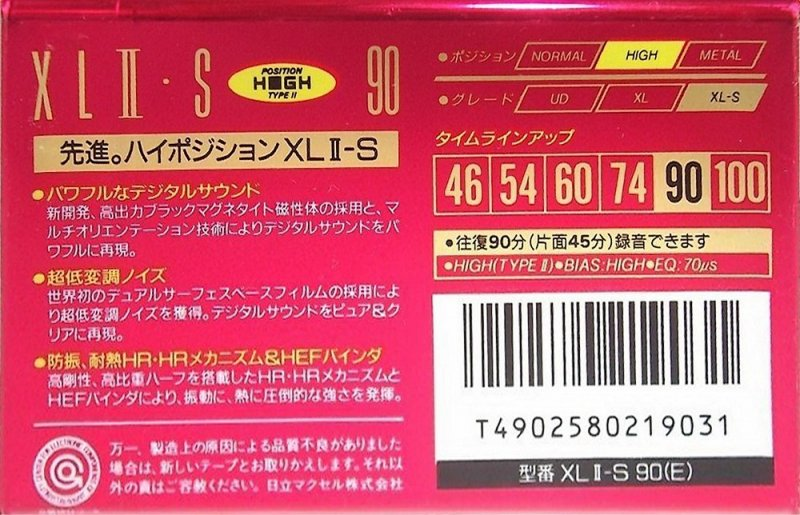 XLⅡ·S
POSITION
HIGH
TYPE Ⅱ
90
先進。ハイポジションXLⅡ-S
●パワフルなデジタルサウンド
新開発、高出力ブラックマグネタイト磁性体の採用と、マ
ルチオリエンテーション技術によりデジタルサウンドをパ
ワフルに再現。
●超低変調ノイズ
世界初のデュアルサーフェスベースフィルムの採用によ
り超低変調ノイズを獲得。デジタルサウンドをピュア&ク
リアに再現。
●防振、耐熱HR・HRメカニズム&HEFバインダ
高剛性、高比重ハーフを搭載したHR・HRメカニズムと
HEFバインダにより、振動に、熱に圧倒的な強さを発揮。
万一、製造上の原因による品質不良がありました
場合は、新しいテープとお取りかえします。それ以
外の責はご容赦ください。日立マクセル株式会社
●ポジション NORMAL HIGH METAL
●グレード UD XL XL-S
タイムラインアップ
46 54 60 74 90 100
●往復90分(片面45分)録音できます
●HIGH(TYPE Ⅱ)●BIAS:HIGH●EQ:70μs
T4902580219031
型番 XLⅡ-S 90(E)